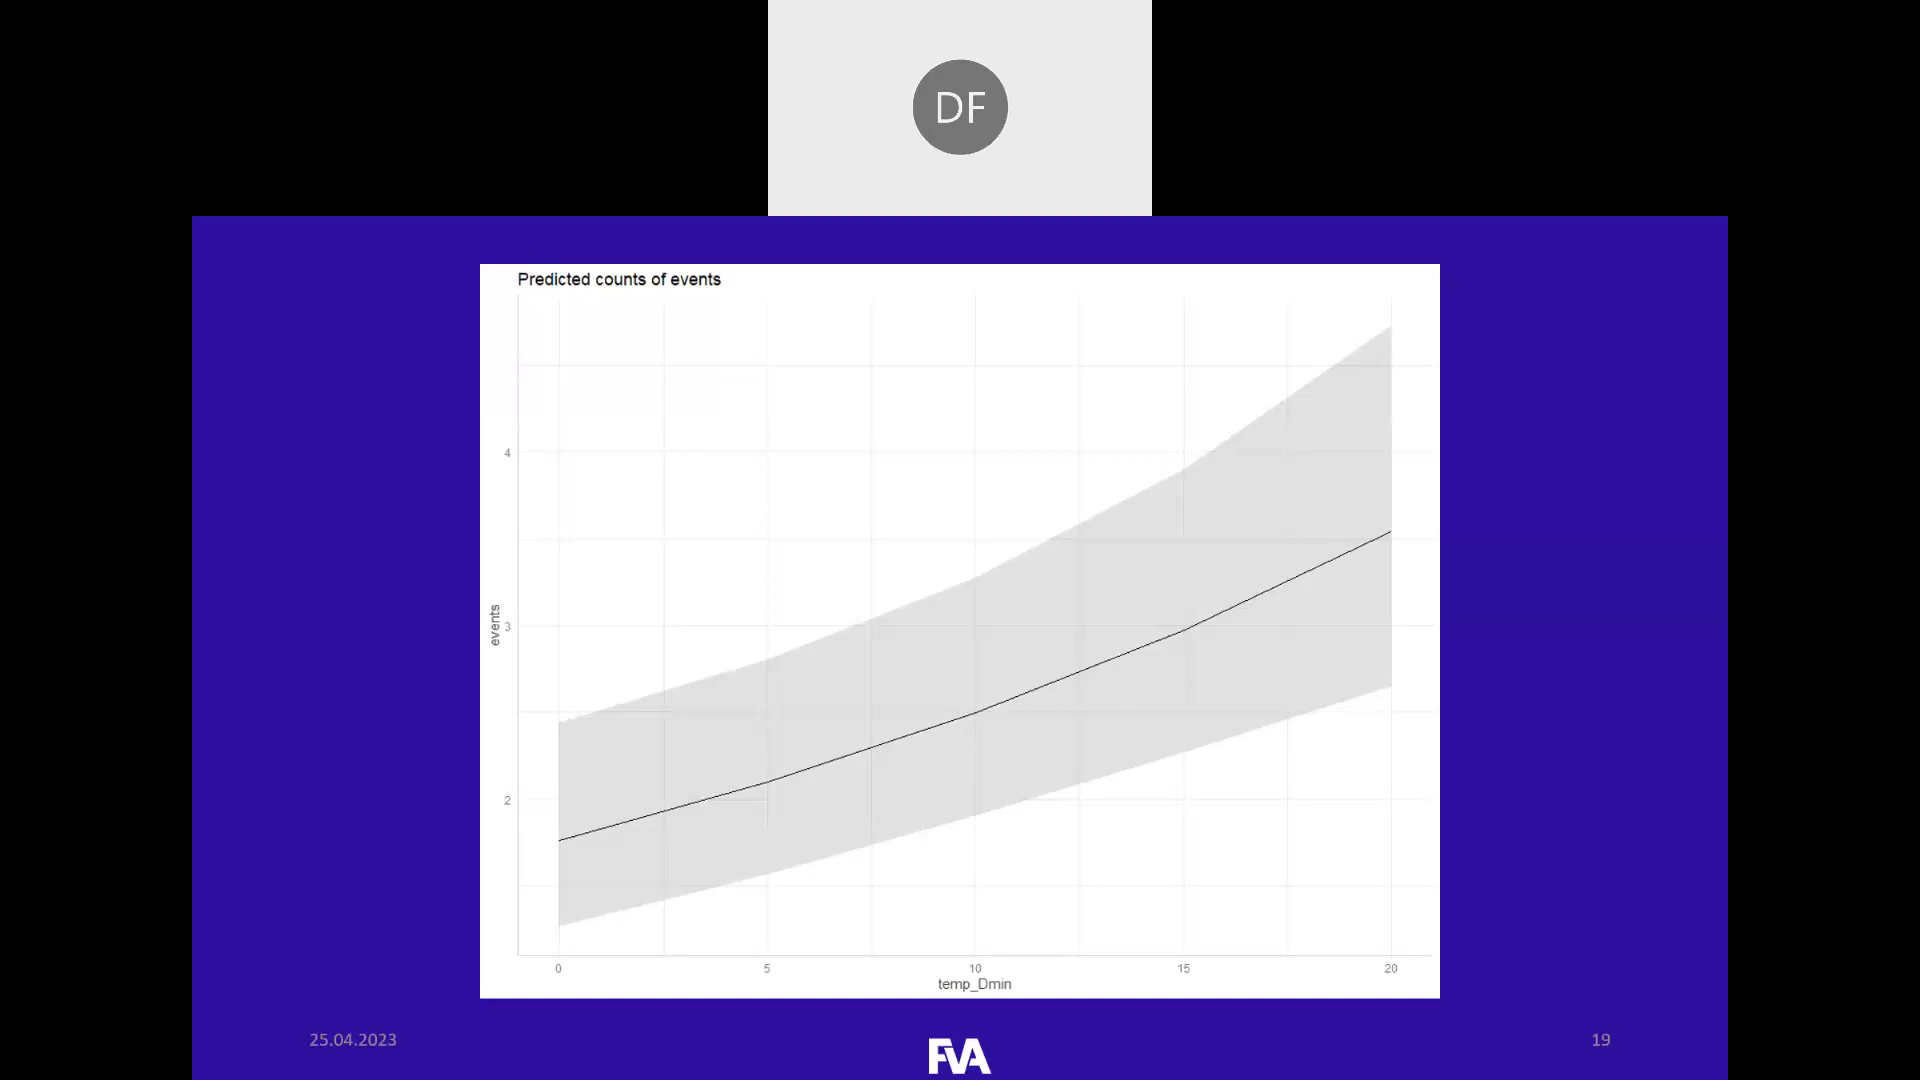 DF
Predicted counts of events
4
3
2
events
0 5 10 15 20
temp_Dmin
25.04.2023
FVA
19